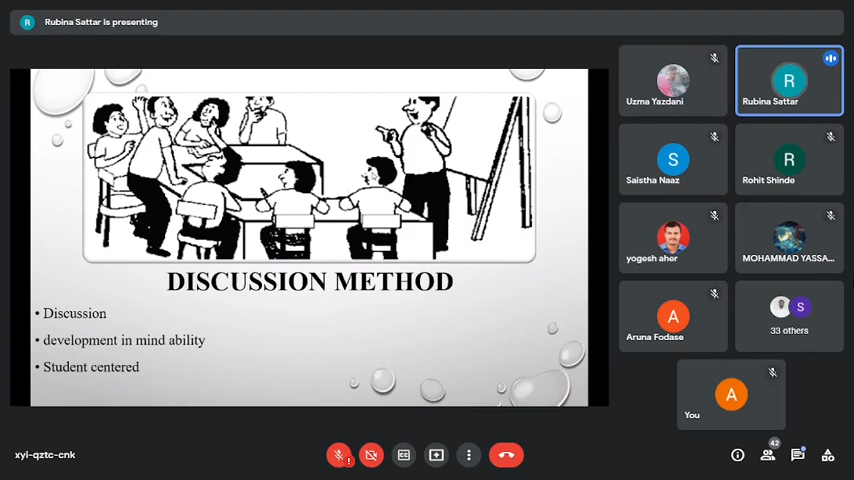 R
Rubina Sattar is presenting
DISCUSSION METHOD
• Discussion
• development in mind ability
• Student centered
Uzma Yazdani
R
Rubina Sattar
S
Saistha Naaz
R
Rohit Shinde
yogesh aher
MOHAMMAD YASSA...
A
Aruna Fodase
S
33 others
A
You
xyi-qztc-cnk
42